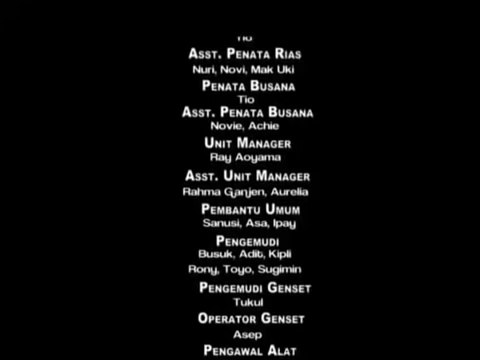 Tio
ASST. PENATA RIAS
Nuri, Novi, Mak Uki
PENATA BUSANA
Tio
ASST. PENATA BUSANA
Novie, Achie
UNIT MANAGER
Ray Aoyama
ASST. UNIT MANAGER
Rahma Ganjen, Aurelia
PEMBANTU UMUM
Sanusi, Asa, Ipay
PENGEMUDI
Busuk, Adit, Kipli
Rony, Toyo, Sugimin
PENGEMUDI GENSET
Tukul
OPERATOR GENSET
Asep
PENGAWAL ALAT